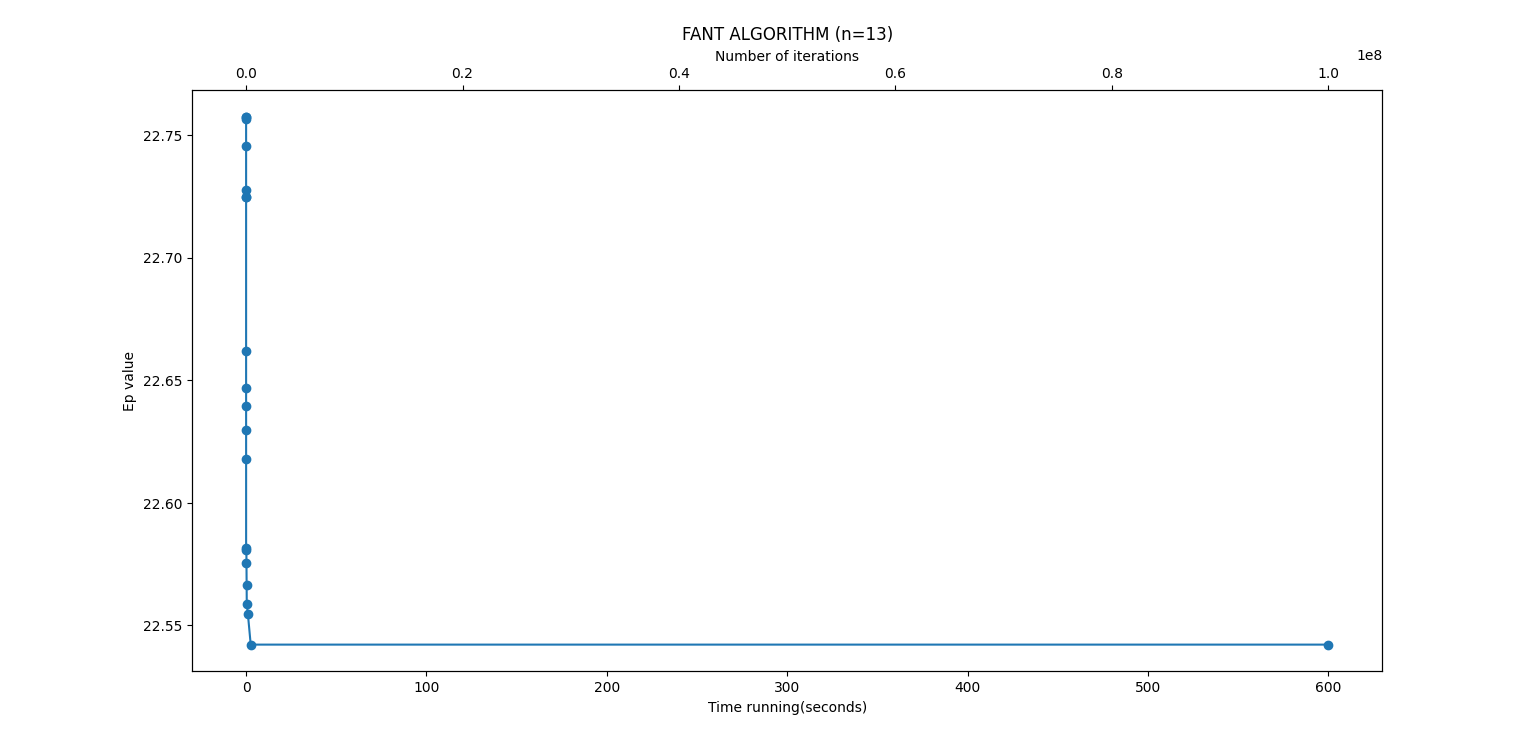 FANT ALGORITHM (n=13)
Number of iterations
1e8
0.0 0.2 0.4 0.6 0.8 1.0
22.75
22.70
22.65
22.60
22.55
Ep value
0 100 200 300 400 500 600
Time running(seconds)